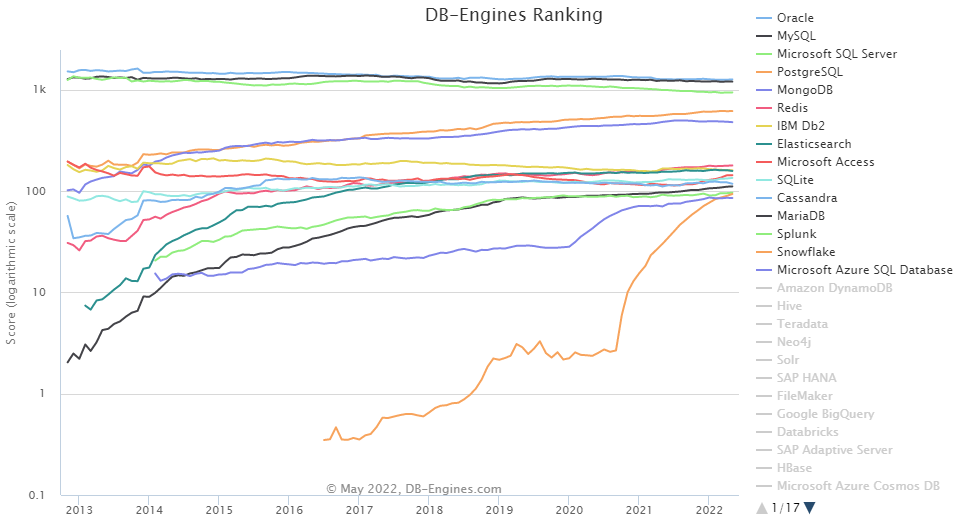 DB-Engines Ranking
Score (logarithmic scale)
1k
100
10
1
0.1
2013 2014 2015 2016 2017 2018 2019 2020 2021 2022
© May 2022, DB-Engines.com
Oracle
MySQL
Microsoft SQL Server
PostgreSQL
MongoDB
Redis
IBM Db2
Elasticsearch
Microsoft Access
SQLite
Cassandra
MariaDB
Splunk
Snowflake
Microsoft Azure SQL Database
Amazon DynamoDB
Hive
Teradata
Neo4j
Solr
SAP HANA
FileMaker
Google BigQuery
Databricks
SAP Adaptive Server
HBase
Microsoft Azure Cosmos DB
1/17